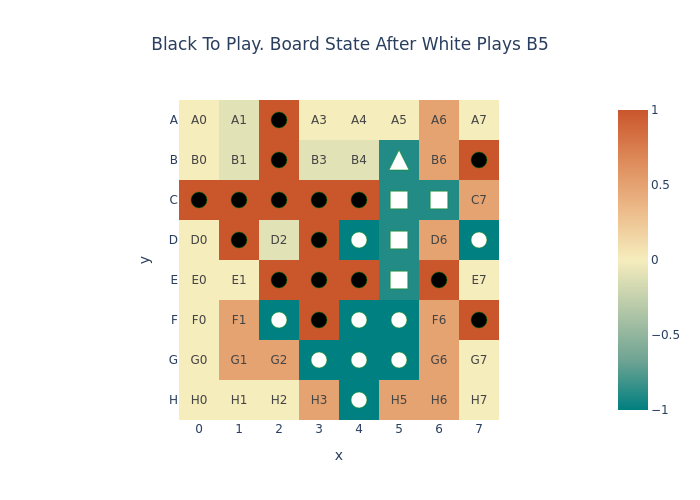 Black To Play. Board State After White Plays B5
A A0 A1 A3 A4 A5 A6 A7
B B0 B1 B3 B4 B6
C C7
D D0 D2 D6
E E0 E1 E7
F F0 F1 F6
G G0 G1 G2 G6 G7
H H0 H1 H2 H3 H5 H6 H7
0 1 2 3 4 5 6 7
x
y
1
0.5
0
−0.5
−1